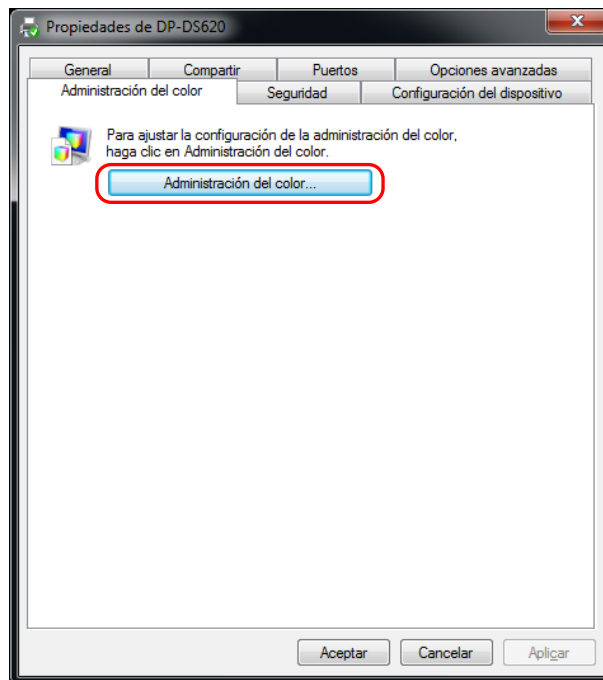 Propiedades de DP-DS620
General Compartir Puertos Opciones avanzadas
Administración del color Seguridad Configuración del dispositivo
Para ajustar la configuración de la administración del color,
haga clic en Administración del color.
Administración del color...
Aceptar Cancelar Aplicar